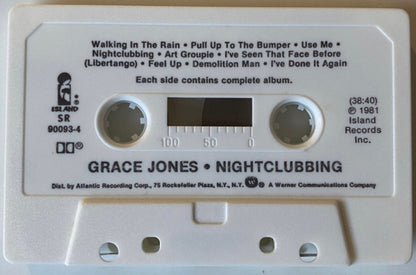 Walking In The Rain • Pull Up To The Bumper • Use Me •
Nightclubbing • Art Groupie • I've Seen That Face Before
(Libertango) • Feel Up • Demolition Man • I've Done It Again
Each side contains complete album.
ISLAND
SR
90093-4
(38:40)
℗ 1981
Island
Records
Inc.
100 50 0
GRACE JONES • NIGHTCLUBBING
Dist. by Atlantic Recording Corp., 75 Rockefeller Plaza, N.Y., N.Y. W A Warner Communications Company